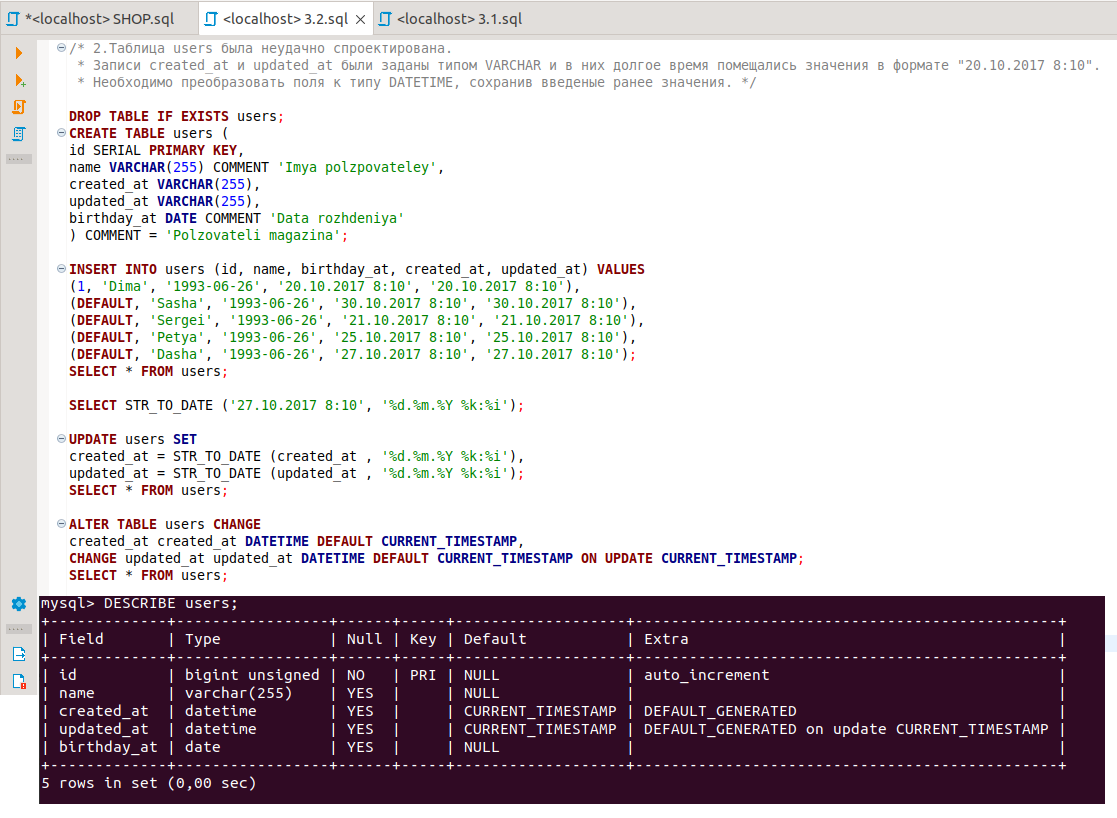 *<localhost> SHOP.sql <localhost> 3.2.sql <localhost> 3.1.sql
/* 2.Таблица users была неудачно спроектирована.
* Записи created_at и updated_at были заданы типом VARCHAR и в них долгое время помещались значения в формате "20.10.2017 8:10".
* Необходимо преобразовать поля к типу DATETIME, сохранив введеные ранее значения. */
DROP TABLE IF EXISTS users;
CREATE TABLE users (
id SERIAL PRIMARY KEY,
name VARCHAR(255) COMMENT 'Imya polzpovateley',
created_at VARCHAR(255),
updated_at VARCHAR(255),
birthday_at DATE COMMENT 'Data rozhdeniya'
) COMMENT = 'Polzovateli magazina';
INSERT INTO users (id, name, birthday_at, created_at, updated_at) VALUES
(1, 'Dima', '1993-06-26', '20.10.2017 8:10', '20.10.2017 8:10'),
(DEFAULT, 'Sasha', '1993-06-26', '30.10.2017 8:10', '30.10.2017 8:10'),
(DEFAULT, 'Sergei', '1993-06-26', '21.10.2017 8:10', '21.10.2017 8:10'),
(DEFAULT, 'Petya', '1993-06-26', '25.10.2017 8:10', '25.10.2017 8:10'),
(DEFAULT, 'Dasha', '1993-06-26', '27.10.2017 8:10', '27.10.2017 8:10');
SELECT * FROM users;
SELECT STR_TO_DATE ('27.10.2017 8:10', '%d.%m.%Y %k:%i');
UPDATE users SET
created_at = STR_TO_DATE (created_at , '%d.%m.%Y %k:%i'),
updated_at = STR_TO_DATE (updated_at , '%d.%m.%Y %k:%i');
SELECT * FROM users;
ALTER TABLE users CHANGE
created_at created_at DATETIME DEFAULT CURRENT_TIMESTAMP,
CHANGE updated_at updated_at DATETIME DEFAULT CURRENT_TIMESTAMP ON UPDATE CURRENT_TIMESTAMP;
SELECT * FROM users;
mysql> DESCRIBE users;
+-------------+-----------------+------+-----+-------------------+-----------------------------------------------+
| Field | Type | Null | Key | Default | Extra |
+-------------+-----------------+------+-----+-------------------+-----------------------------------------------+
| id | bigint unsigned | NO | PRI | NULL | auto_increment |
| name | varchar(255) | YES | | NULL | |
| created_at | datetime | YES | | CURRENT_TIMESTAMP | DEFAULT_GENERATED |
| updated_at | datetime | YES | | CURRENT_TIMESTAMP | DEFAULT_GENERATED on update CURRENT_TIMESTAMP |
| birthday_at | date | YES | | NULL | |
+-------------+-----------------+------+-----+-------------------+-----------------------------------------------+
5 rows in set (0,00 sec)